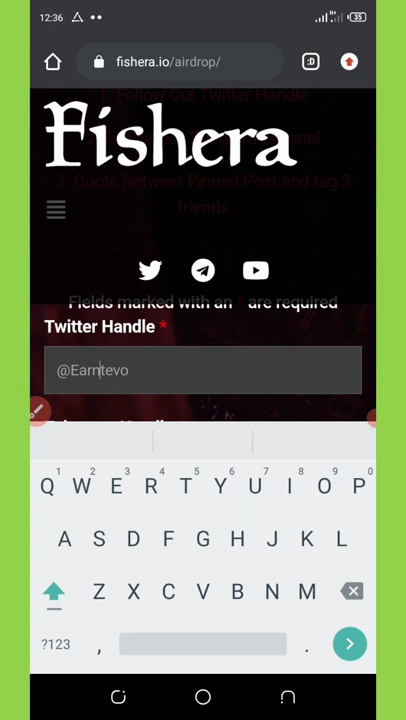 12:36
35
fishera.io/airdrop/
:D
1. Follow Our Twitter Handle
Fishera
3. Quote Retweet Pinned Post and tag 3
friends
Fields marked with an * are required
Twitter Handle *
@Earntevo
1 2 3 4 5 6 7 8 9 0
Q W E R T Y U I O P
A S D F G H J K L
Z X C V B N M
?123 , .